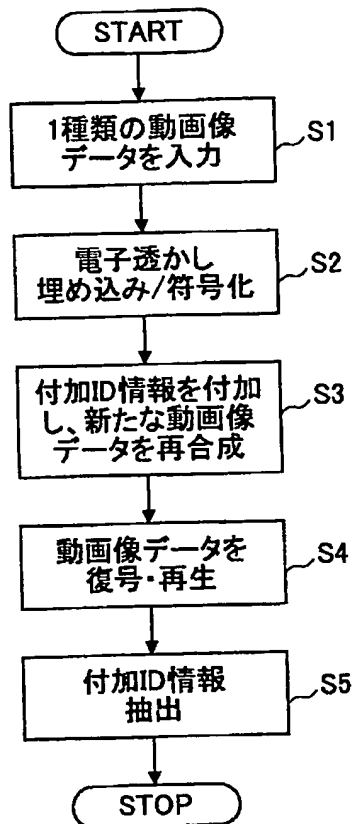 START
1種類の動画像
データを入力
S1
電子透かし
埋め込み/符号化
S2
付加ID情報を付加
し、新たな動画像
データを再合成
S3
動画像データを
復号・再生
S4
付加ID情報
抽出
S5
STOP